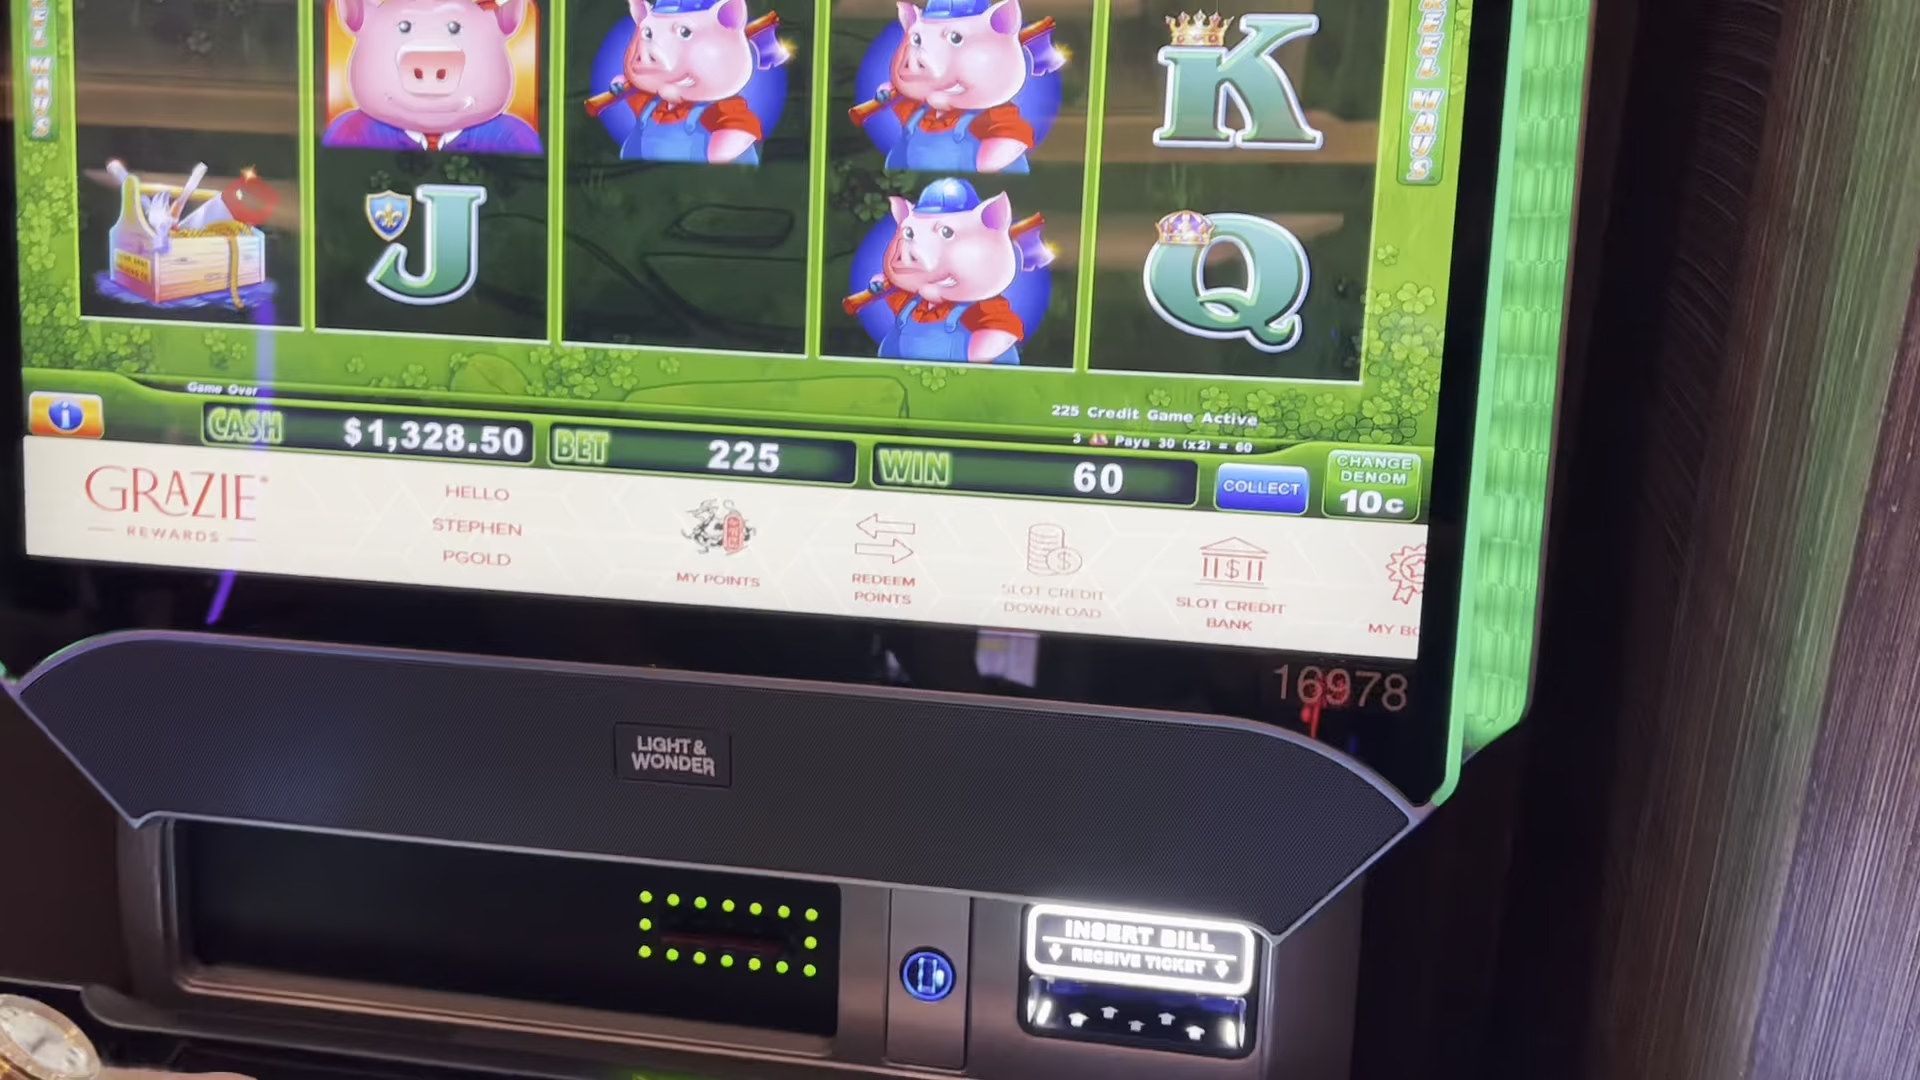 REEL WAYS
K
J
Q
Game Over
CASH $1,328.50
BET 225
225 Credit Game Active
3 Pays 30 (x2) = 60
WIN 60
COLLECT
CHANGE
DENOM
10c
GRAZIE
REWARDS
HELLO
STEPHEN
PGOLD
MY POINTS
REDEEM
POINTS
SLOT CREDIT
DOWNLOAD
SLOT CREDIT
BANK
16978
LIGHT &
WONDER
INSERT BILL
RECEIVE TICKET